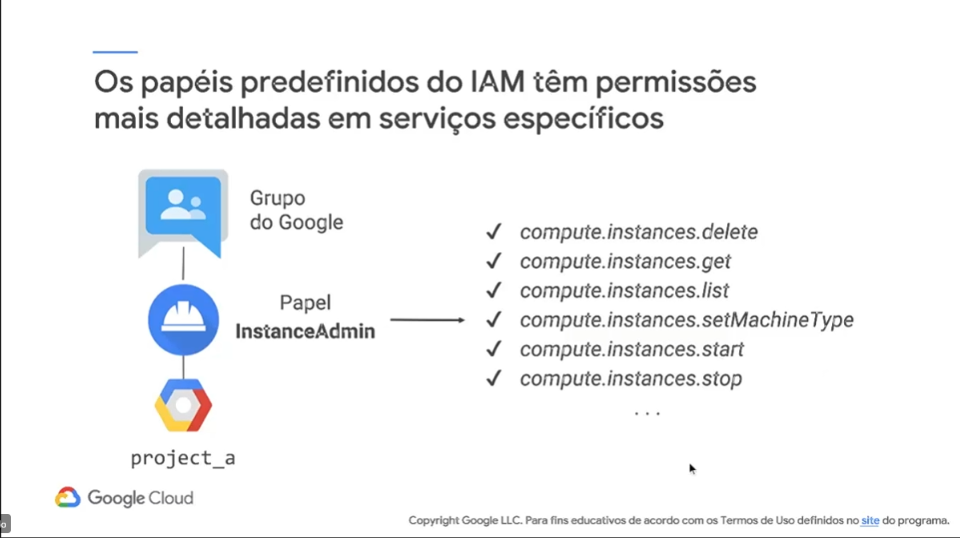 Os papéis predefinidos do IAM têm permissões
mais detalhadas em serviços específicos
Grupo
do Google
Papel
InstanceAdmin
project_a
✓ compute.instances.delete
✓ compute.instances.get
✓ compute.instances.list
✓ compute.instances.setMachineType
✓ compute.instances.start
✓ compute.instances.stop
...
Google Cloud
Copyright Google LLC. Para fins educativos de acordo com os Termos de Uso definidos no site do programa.